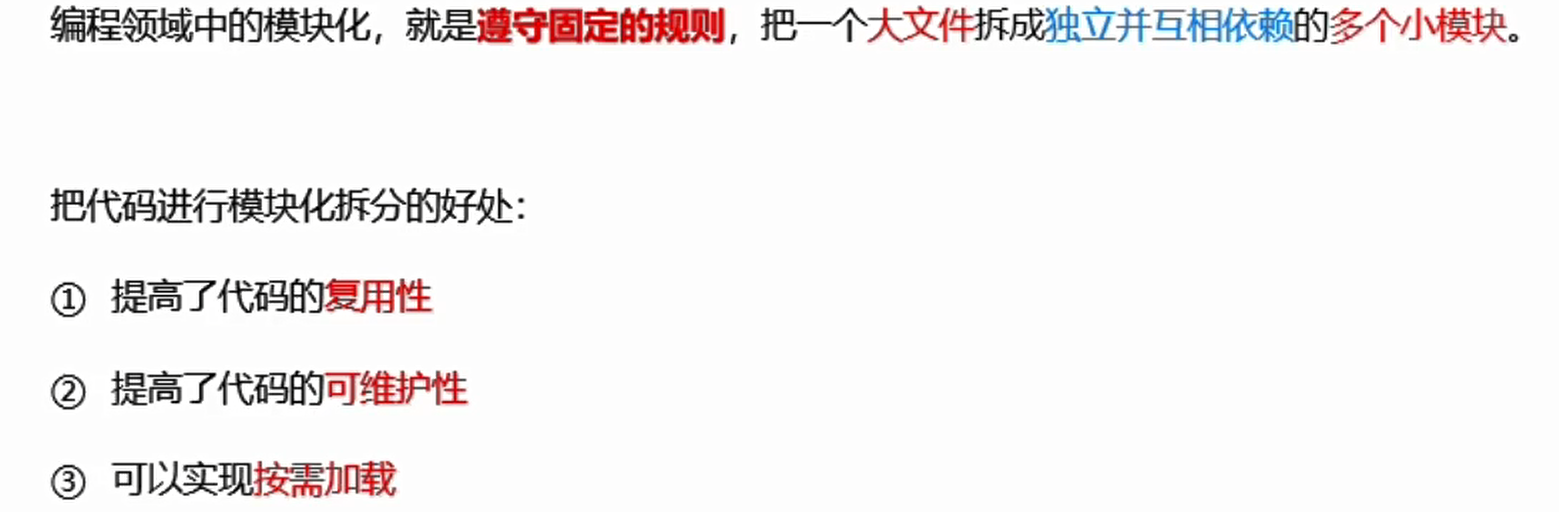 编程领域中的模块化，就是遵守固定的规则，把一个大文件拆成独立并互相依赖的多个小模块。
把代码进行模块化拆分的好处：
① 提高了代码的复用性
② 提高了代码的可维护性
③ 可以实现按需加载